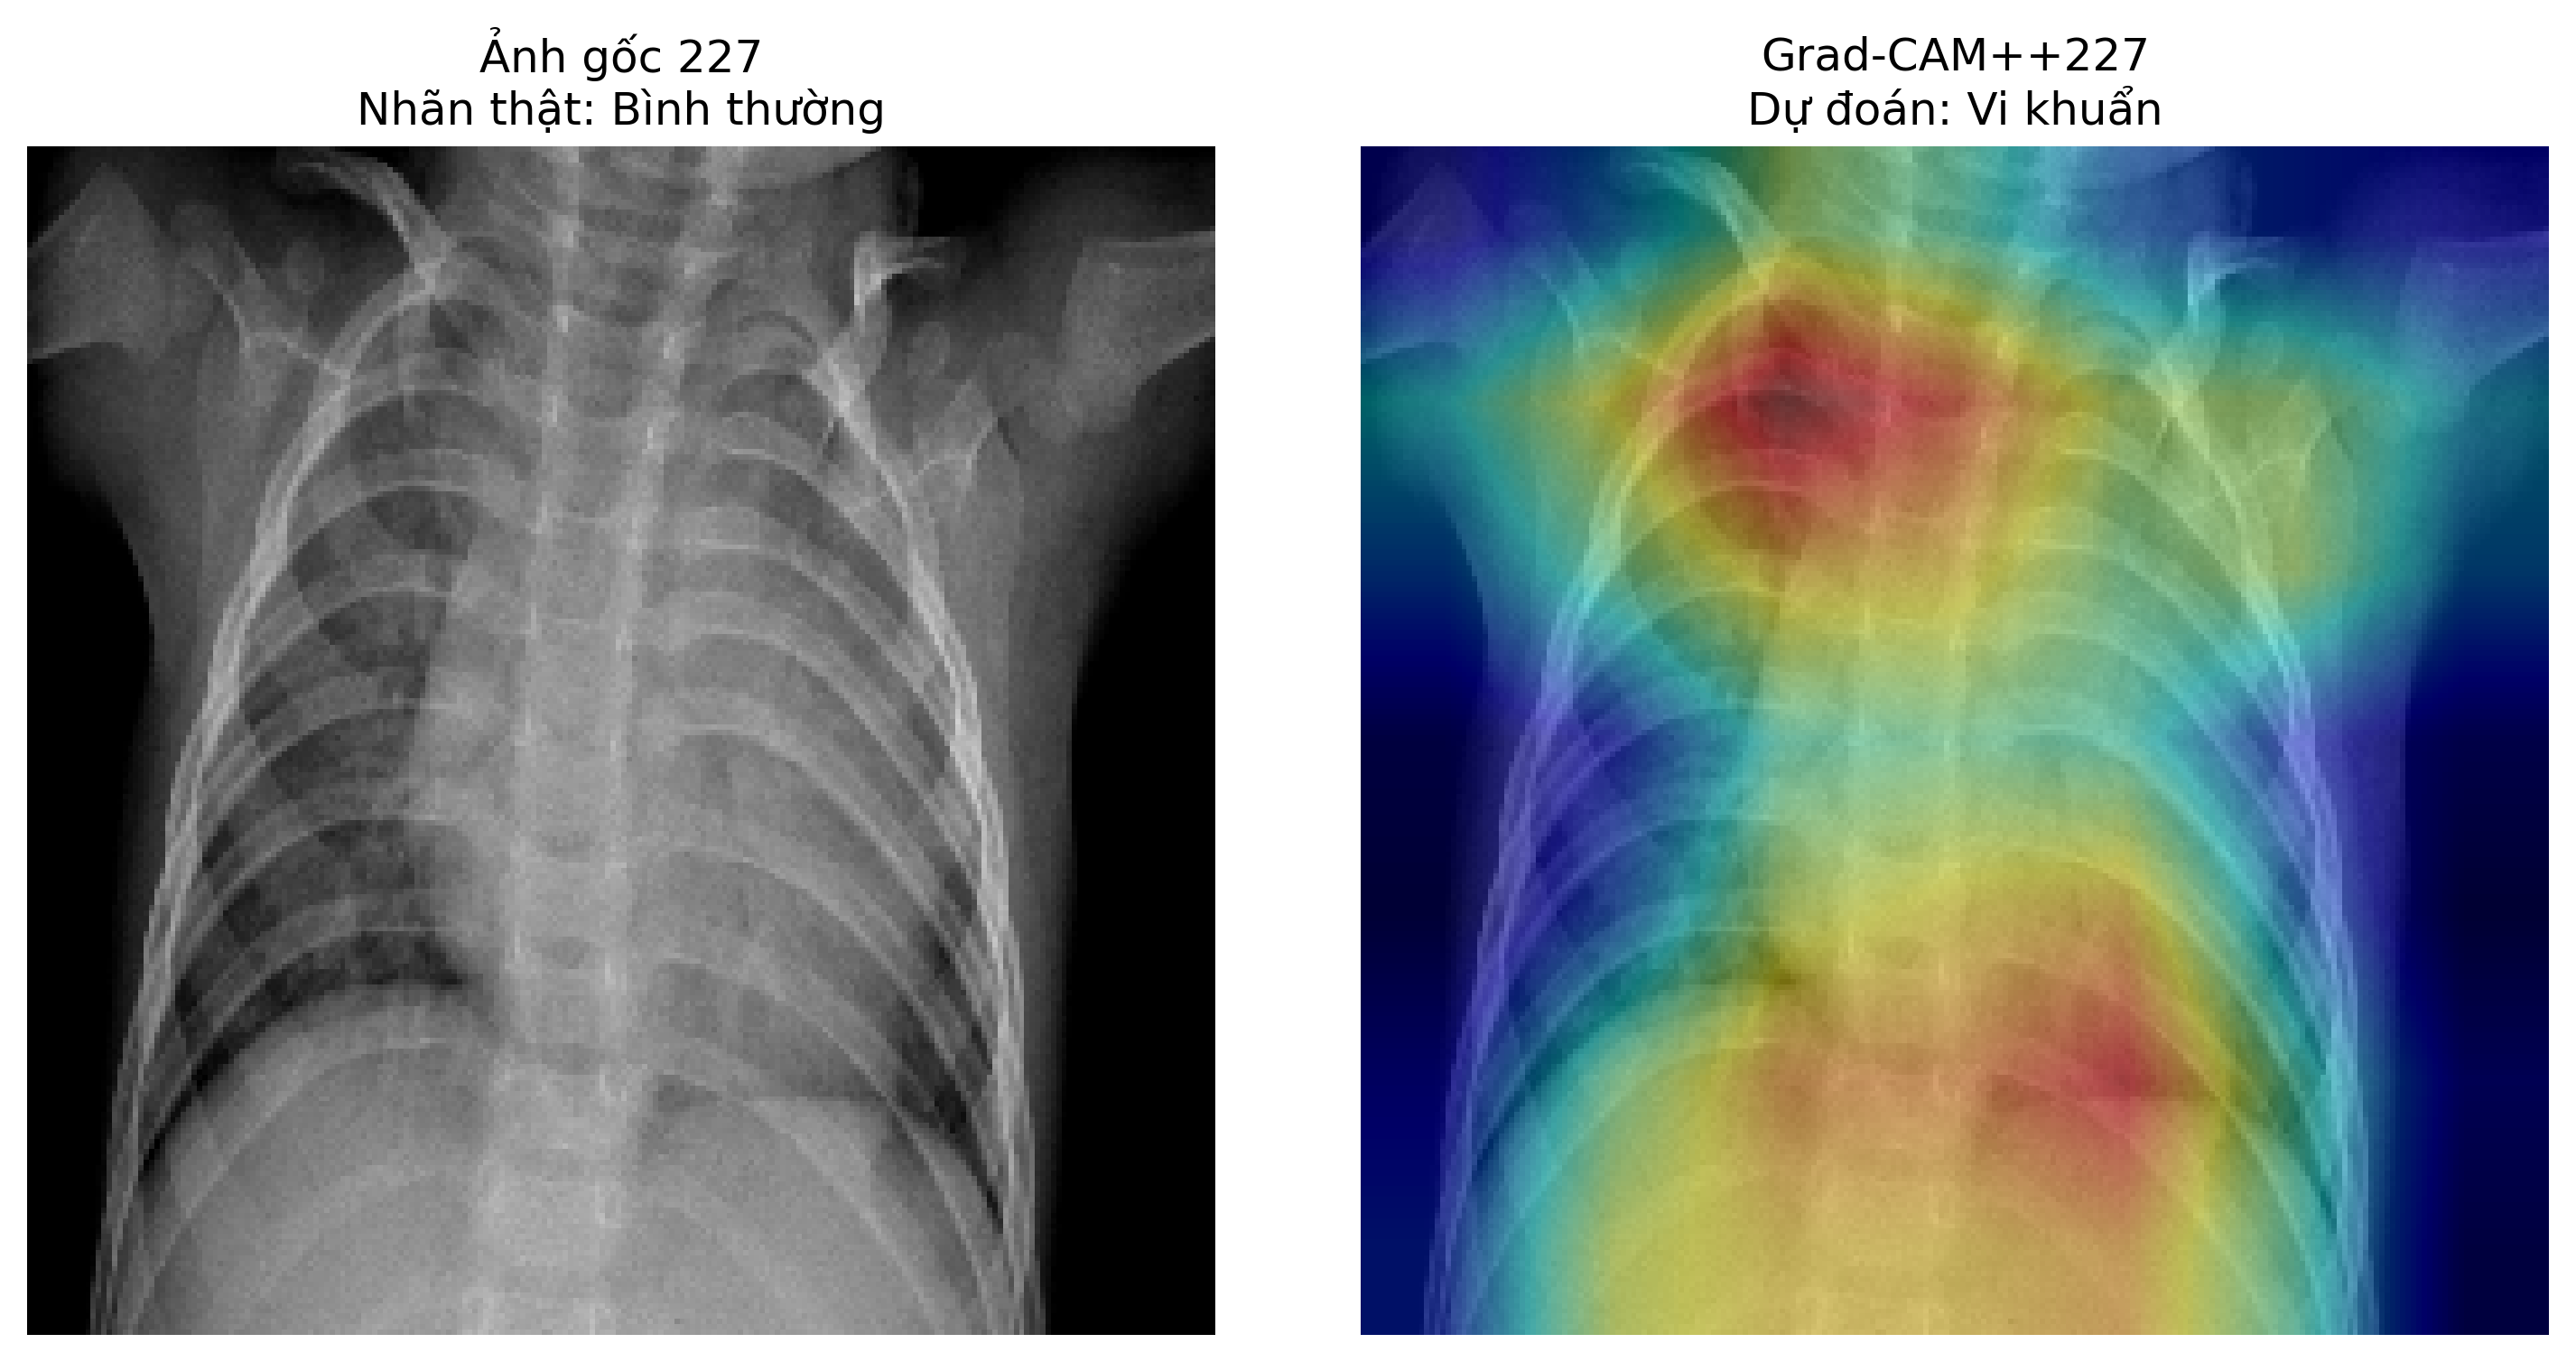 Ảnh gốc 227
Nhãn thật: Bình thường
Grad-CAM++227
Dự đoán: Vi khuẩn